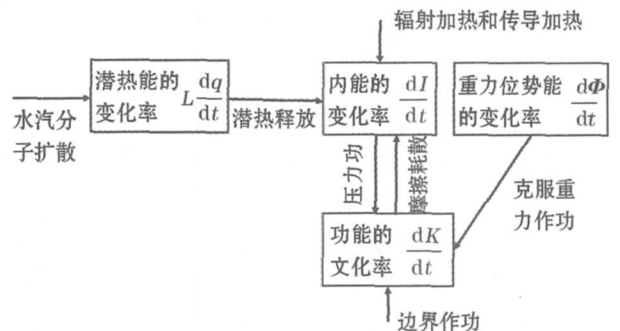 辐射加热和传导加热
潜热能的
变化率 L dq/dt
内能的
变化率 dI/dt
重力位势能
的变化率 dΦ/dt
水汽分
子扩散
潜热释放
压力功
摩擦耗散
克服重
力作功
功能的
文化率 dK/dt
边界作功